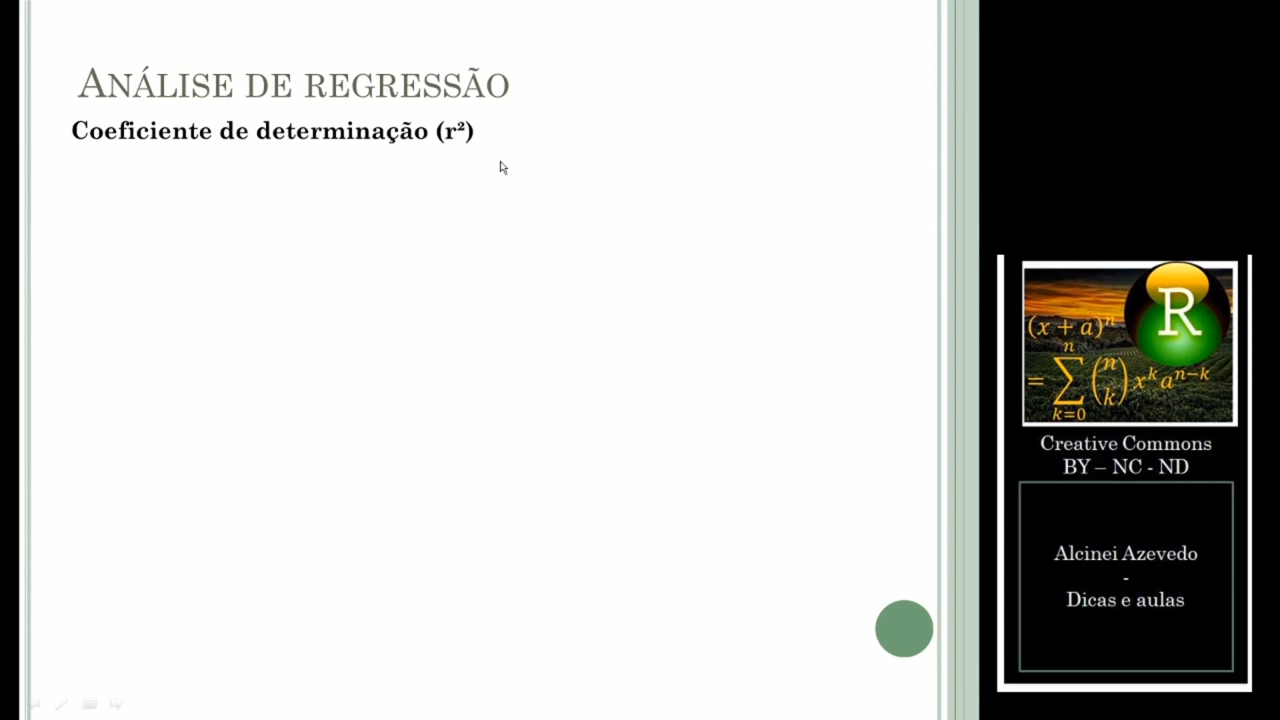 ANÁLISE DE REGRESSÃO
Coeficiente de determinação (r²)
R
(x + a)ⁿ
n
= ∑ (n k) xᵏaⁿ⁻ᵏ
k=0
Creative Commons
BY – NC - ND
Alcinei Azevedo
-
Dicas e aulas